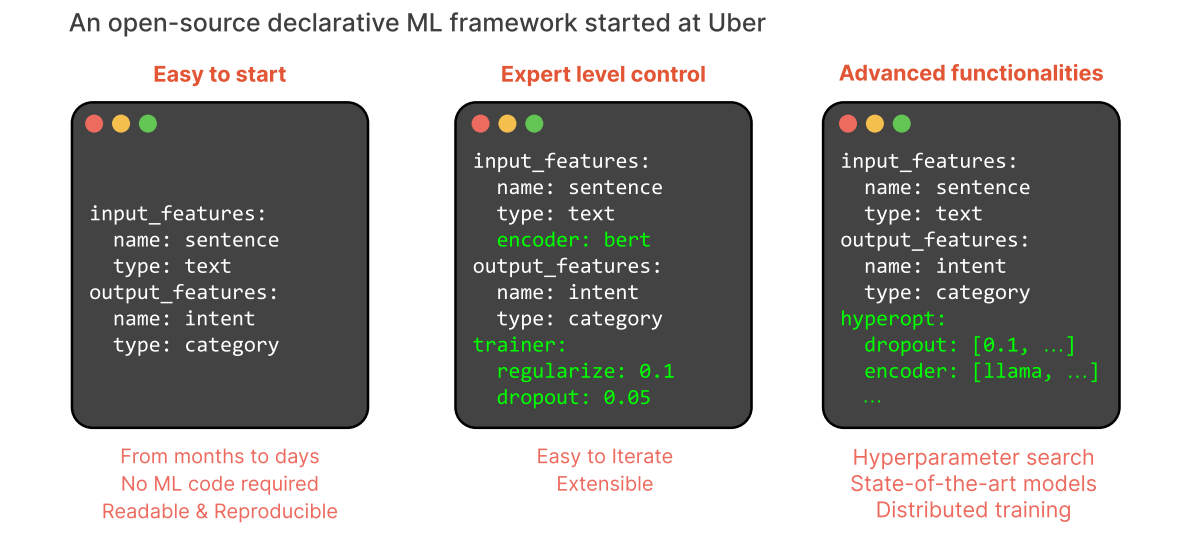 An open-source declarative ML framework started at Uber
Easy to start
input_features:
  name: sentence
  type: text
output_features:
  name: intent
  type: category
From months to days
No ML code required
Readable & Reproducible
Expert level control
input_features:
  name: sentence
  type: text
  encoder: bert
output_features:
  name: intent
  type: category
trainer:
  regularize: 0.1
  dropout: 0.05
Easy to Iterate
Extensible
Advanced functionalities
input_features:
  name: sentence
  type: text
output_features:
  name: intent
  type: category
hyperopt:
  dropout: [0.1, …]
  encoder: [llama, …]
  …
Hyperparameter search
State-of-the-art models
Distributed training